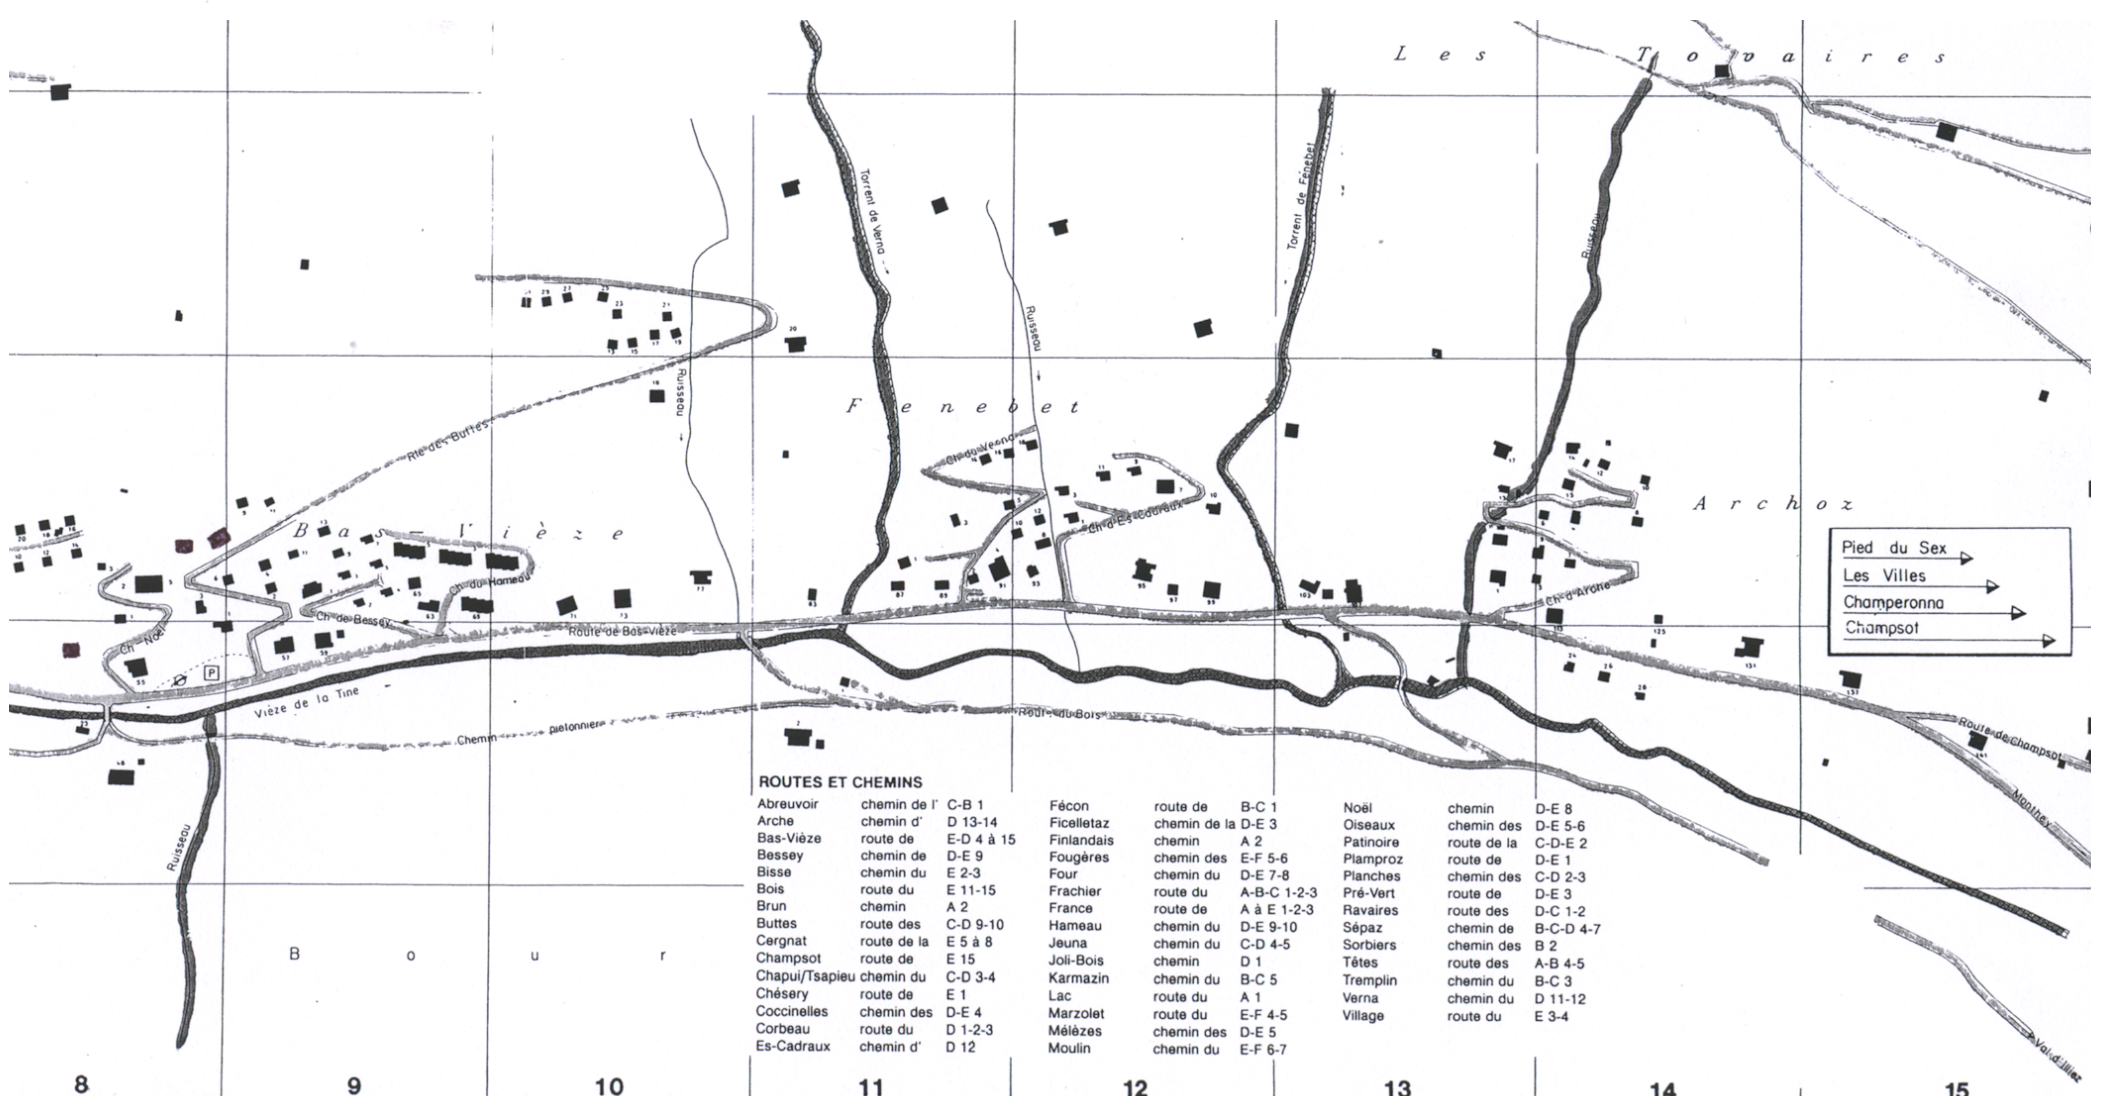 Les Tovaires
Torrent de Verna
Torrent de Fénebet
Ruisseau
Ruisseau
Ruisseau
Fenebet
Rte des Buttes
Ch. du Verna
Ch. d'Es-Cadraux
Archoz
Bas-Vièze
Ch. du Hameau
Ch. de Bessey
Ch. Noël
Ch. d'Arche
Route de Bas-Vièze
P
Vièze de la Tine
Chemin piétonnier
Route du Bois
Route de Champsot
Monthey
Ruisseau
Pied du Sex
Les Villes
Champeronna
Champsot
ROUTES ET CHEMINS
Abreuvoir chemin de l' C-B 1
Arche chemin d' D 13-14
Bas-Vièze route de E-D 4 à 15
Bessey chemin de D-E 9
Bisse chemin du E 2-3
Bois route du E 11-15
Brun chemin A 2
Buttes route des C-D 9-10
Cergnat route de la E 5 à 8
Champsot route de E 15
Chapui/Tsapieu chemin du C-D 3-4
Chésery route de E 1
Coccinelles chemin des D-E 4
Corbeau route du D 1-2-3
Es-Cadraux chemin d' D 12
Fécon route de B-C 1
Ficelletaz chemin de la D-E 3
Finlandais chemin A 2
Fougères chemin des E-F 5-6
Four chemin du D-E 7-8
Frachier route du A-B-C 1-2-3
France route de A à E 1-2-3
Hameau chemin du D-E 9-10
Jeuna chemin du C-D 4-5
Joli-Bois chemin D 1
Karmazin chemin du B-C 5
Lac route du A 1
Marzolet route du E-F 4-5
Mélèzes chemin des D-E 5
Moulin chemin du E-F 6-7
Noël chemin D-E 8
Oiseaux chemin des D-E 5-6
Patinoire route de la C-D-E 2
Plamproz route de D-E 1
Planches chemin des C-D 2-3
Pré-Vert route de D-E 3
Ravaires route des D-C 1-2
Sépaz chemin de B-C-D 4-7
Sorbiers chemin des B 2
Têtes route des A-B 4-5
Tremplin chemin du B-C 3
Verna chemin du D 11-12
Village route du E 3-4
Bour
Val d'Illiez
8 9 10 11 12 13 14 15